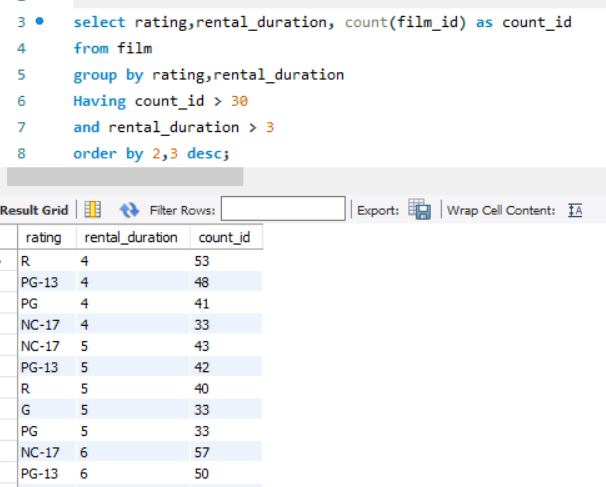 3 select rating,rental_duration, count(film_id) as count_id
4 from film
5 group by rating,rental_duration
6 Having count_id > 30
7 and rental_duration > 3
8 order by 2,3 desc;
Result Grid Filter Rows: Export: Wrap Cell Content:
rating rental_duration count_id
R 4 53
PG-13 4 48
PG 4 41
NC-17 4 33
NC-17 5 43
PG-13 5 42
R 5 40
G 5 33
PG 5 33
NC-17 6 57
PG-13 6 50